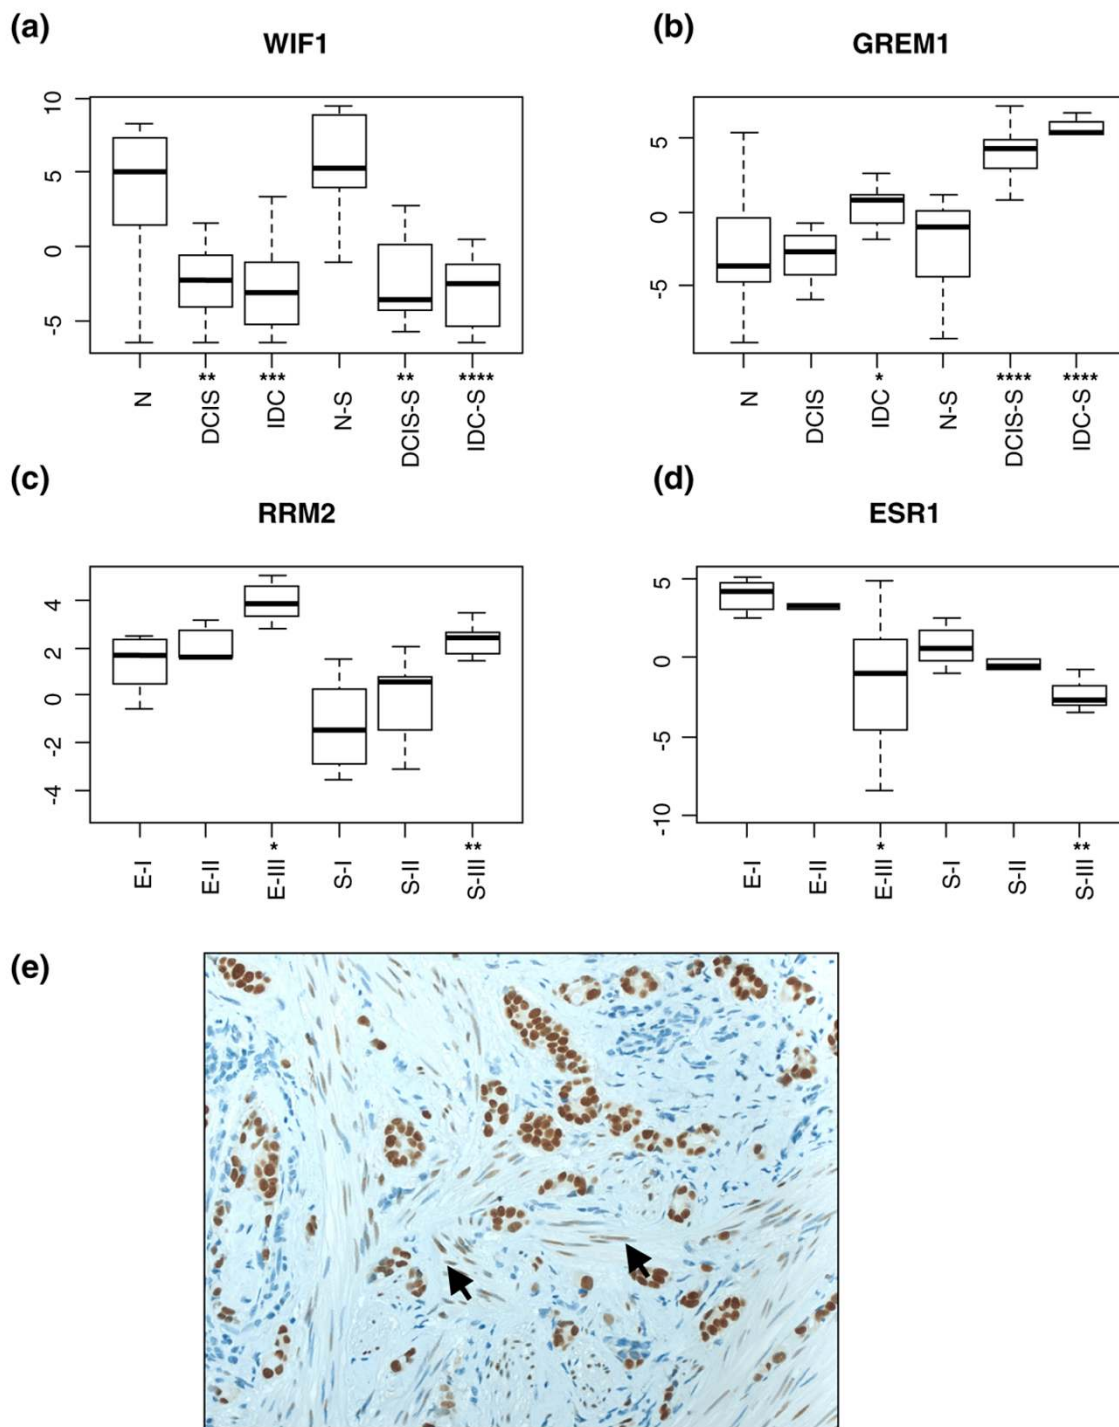 (a)
WIF1
10
5
0
-5
N
DCIS **
IDC ***
N-S
DCIS-S **
IDC-S ****
(b)
GREM1
5
0
-5
N
DCIS
IDC *
N-S
DCIS-S ****
IDC-S ****
(c)
RRM2
4
2
0
-2
-4
E-I
E-II
E-III *
S-I
S-II
S-III **
(d)
ESR1
5
0
-5
-10
E-I
E-II
E-III *
S-I
S-II
S-III **
(e)